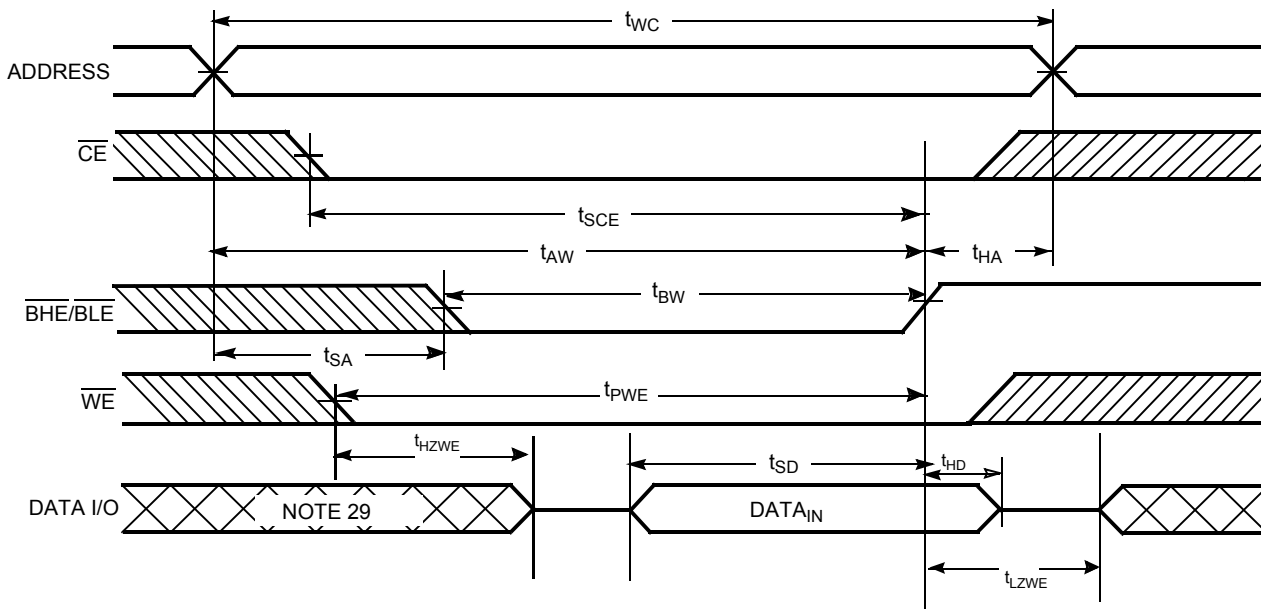 tWC
ADDRESS
CE
tSCE
tAW
tHA
BHE/BLE
tBW
tSA
WE
tPWE
tHZWE
tSD
tHD
DATA I/O
NOTE 29
DATAIN
tLZWE